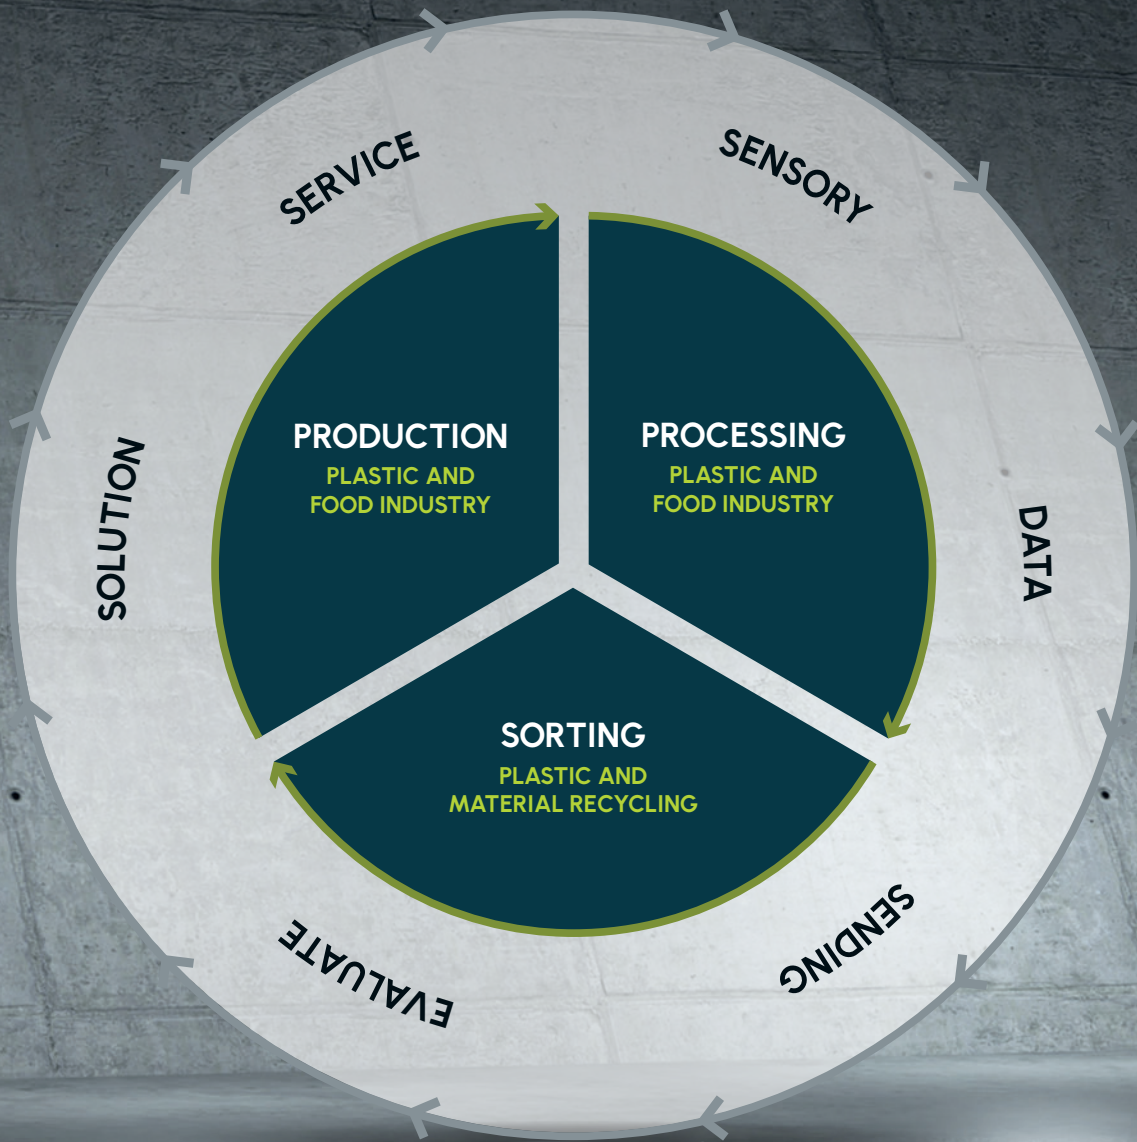 SERVICE
SENSORY
DATA
SENDING
EVALUATE
SOLUTION
PRODUCTION
PLASTIC AND
FOOD INDUSTRY
PROCESSING
PLASTIC AND
FOOD INDUSTRY
SORTING
PLASTIC AND
MATERIAL RECYCLING